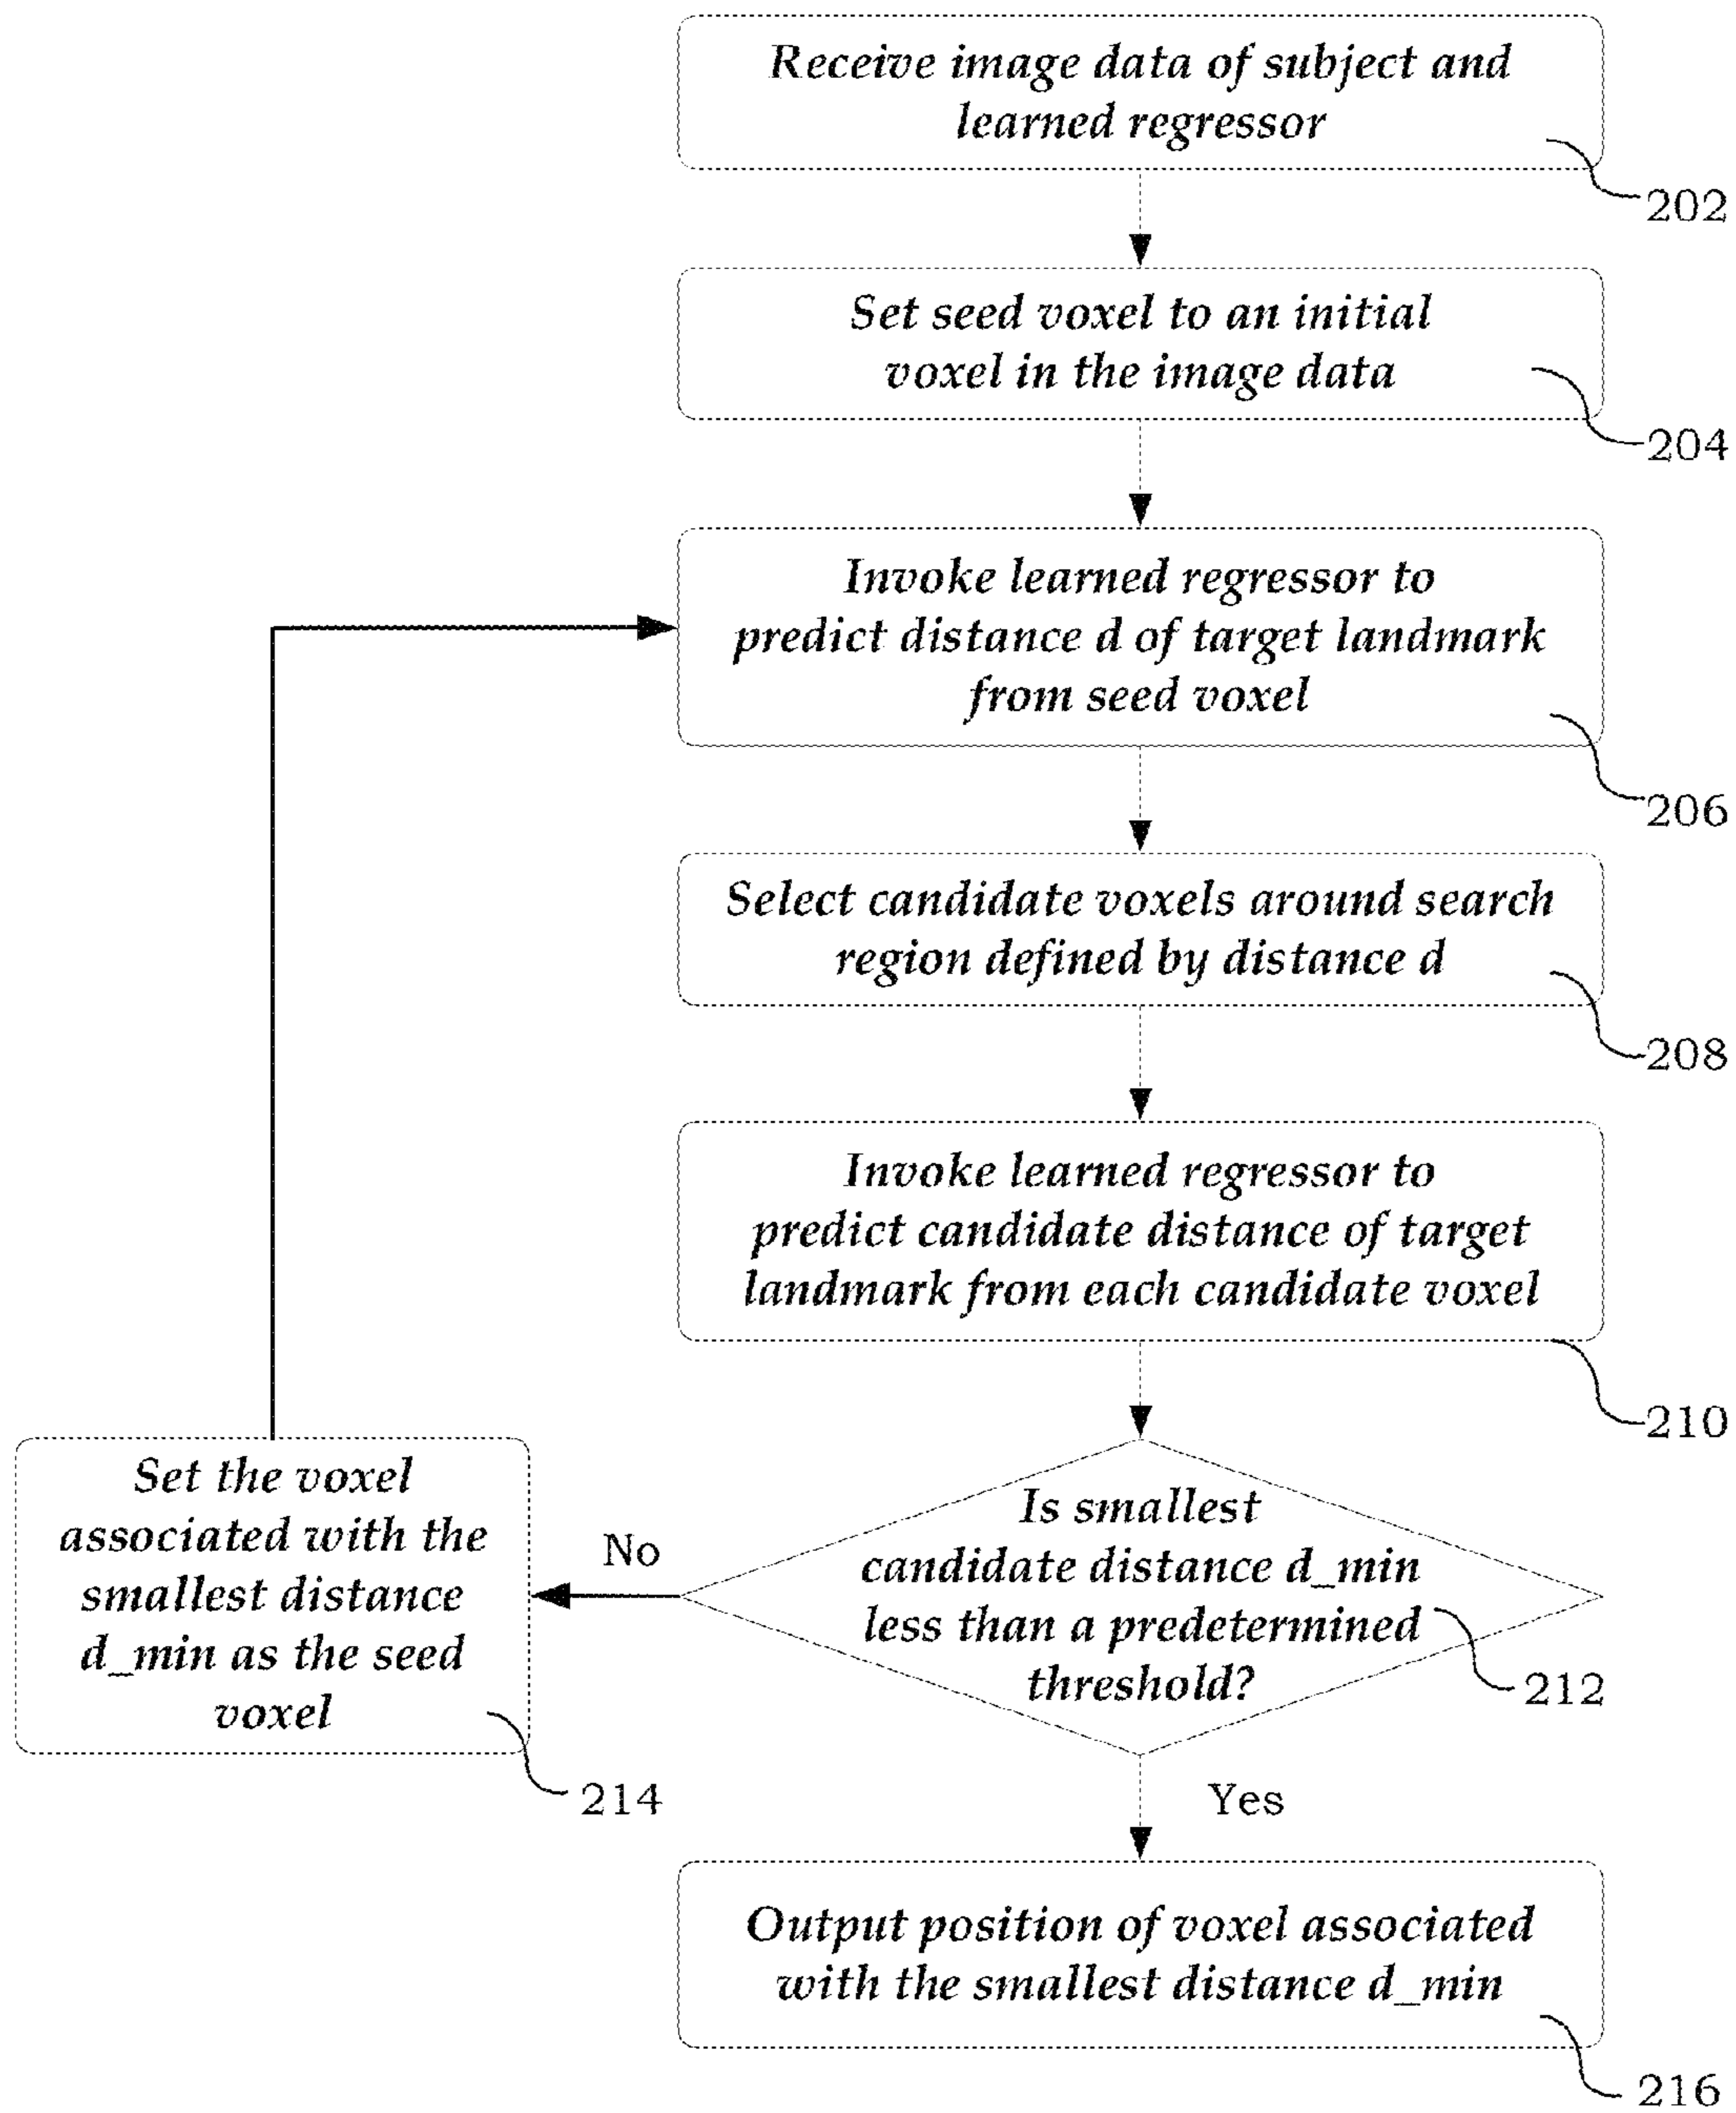 Receive image data of subject and
learned regressor
202
Set seed voxel to an initial
voxel in the image data
204
Invoke learned regressor to
predict distance d of target landmark
from seed voxel
206
Select candidate voxels around search
region defined by distance d
208
Invoke learned regressor to
predict candidate distance of target
landmark from each candidate voxel
210
Is smallest
candidate distance d_min
less than a predetermined
threshold?
212
No
Set the voxel
associated with the
smallest distance
d_min as the seed
voxel
214
Yes
Output position of voxel associated
with the smallest distance d_min
216